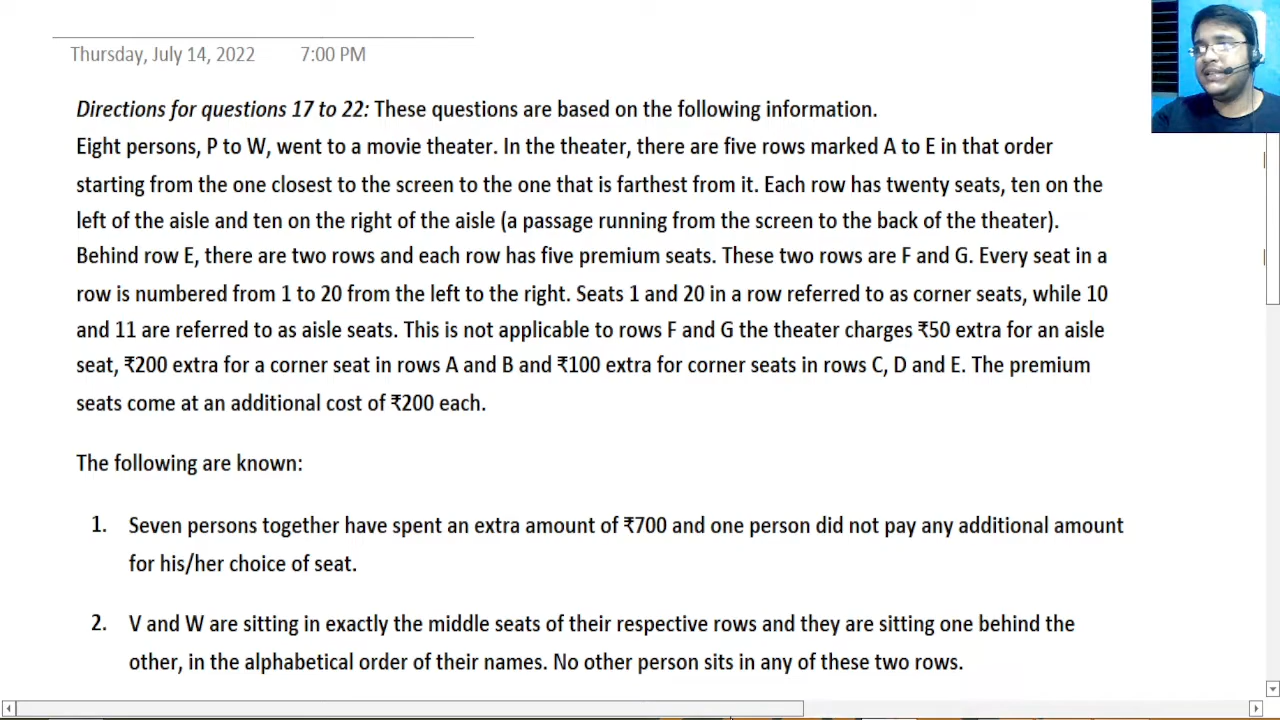 Thursday, July 14, 2022 7:00 PM
Directions for questions 17 to 22: These questions are based on the following information.
Eight persons, P to W, went to a movie theater. In the theater, there are five rows marked A to E in that order
starting from the one closest to the screen to the one that is farthest from it. Each row has twenty seats, ten on the
left of the aisle and ten on the right of the aisle (a passage running from the screen to the back of the theater).
Behind row E, there are two rows and each row has five premium seats. These two rows are F and G. Every seat in a
row is numbered from 1 to 20 from the left to the right. Seats 1 and 20 in a row referred to as corner seats, while 10
and 11 are referred to as aisle seats. This is not applicable to rows F and G the theater charges ₹50 extra for an aisle
seat, ₹200 extra for a corner seat in rows A and B and ₹100 extra for corner seats in rows C, D and E. The premium
seats come at an additional cost of ₹200 each.
The following are known:
1. Seven persons together have spent an extra amount of ₹700 and one person did not pay any additional amount
for his/her choice of seat.
2. V and W are sitting in exactly the middle seats of their respective rows and they are sitting one behind the
other, in the alphabetical order of their names. No other person sits in any of these two rows.